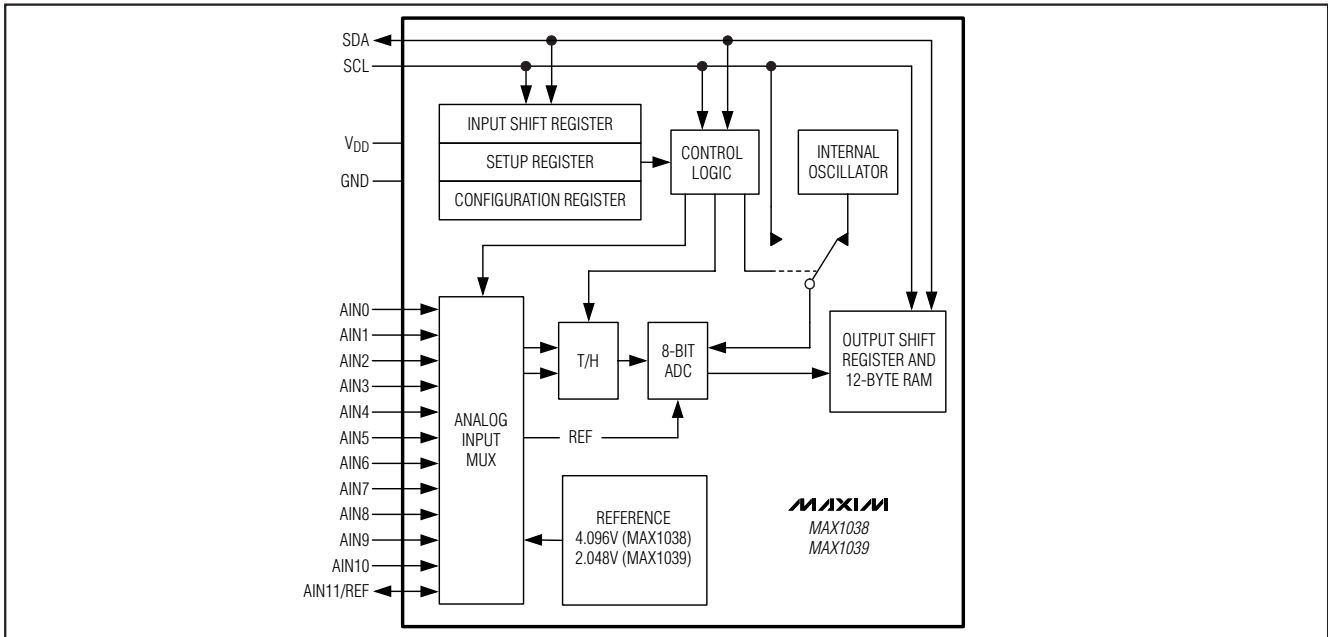 SDA
SCL
V_DD
GND
INPUT SHIFT REGISTER
SETUP REGISTER
CONFIGURATION REGISTER
CONTROL
LOGIC
INTERNAL
OSCILLATOR
AIN0
AIN1
AIN2
AIN3
AIN4
AIN5
AIN6
AIN7
AIN8
AIN9
AIN10
AIN11/REF
ANALOG
INPUT
MUX
T/H
8-BIT
ADC
REF
OUTPUT SHIFT
REGISTER AND
12-BYTE RAM
REFERENCE
4.096V (MAX1038)
2.048V (MAX1039)
MAXIM
MAX1038
MAX1039